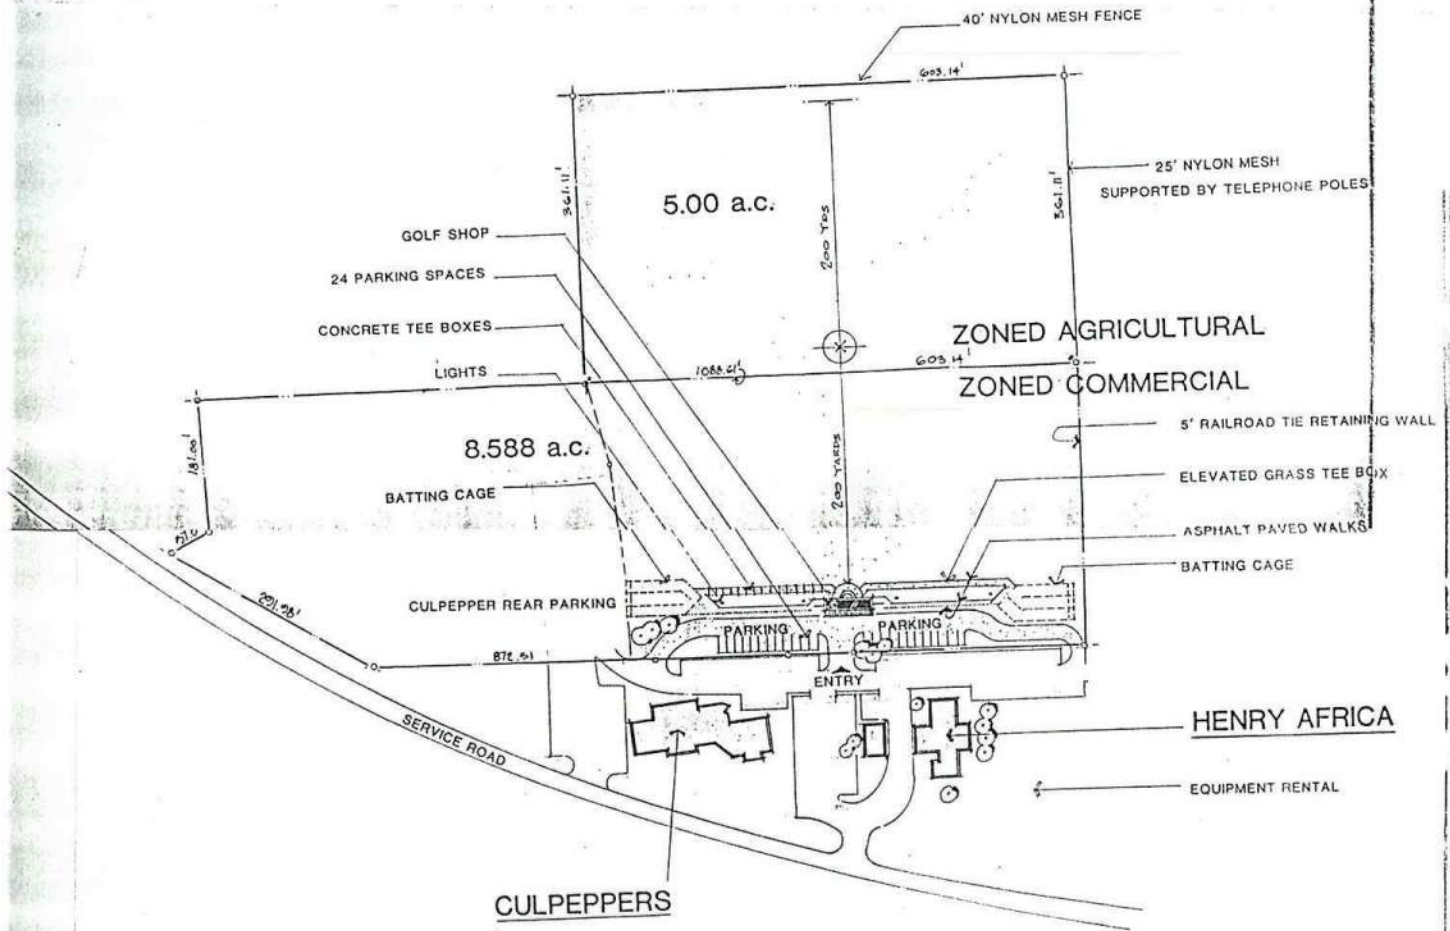 40' NYLON MESH FENCE
603.14'
361.11'
25' NYLON MESH
SUPPORTED BY TELEPHONE POLES
361.11'
5.00 a.c.
200 YDS
GOLF SHOP
24 PARKING SPACES
CONCRETE TEE BOXES
LIGHTS
ZONED AGRICULTURAL
603.14'
1088.61'
ZONED COMMERCIAL
5' RAILROAD TIE RETAINING WALL
181.00'
8.588 a.c.
200 YARDS
ELEVATED GRASS TEE BOX
BATTING CAGE
ASPHALT PAVED WALKS
BATTING CAGE
CULPEPPER REAR PARKING
291.98'
PARKING
PARKING
872.51
ENTRY
SERVICE ROAD
HENRY AFRICA
EQUIPMENT RENTAL
CULPEPPERS